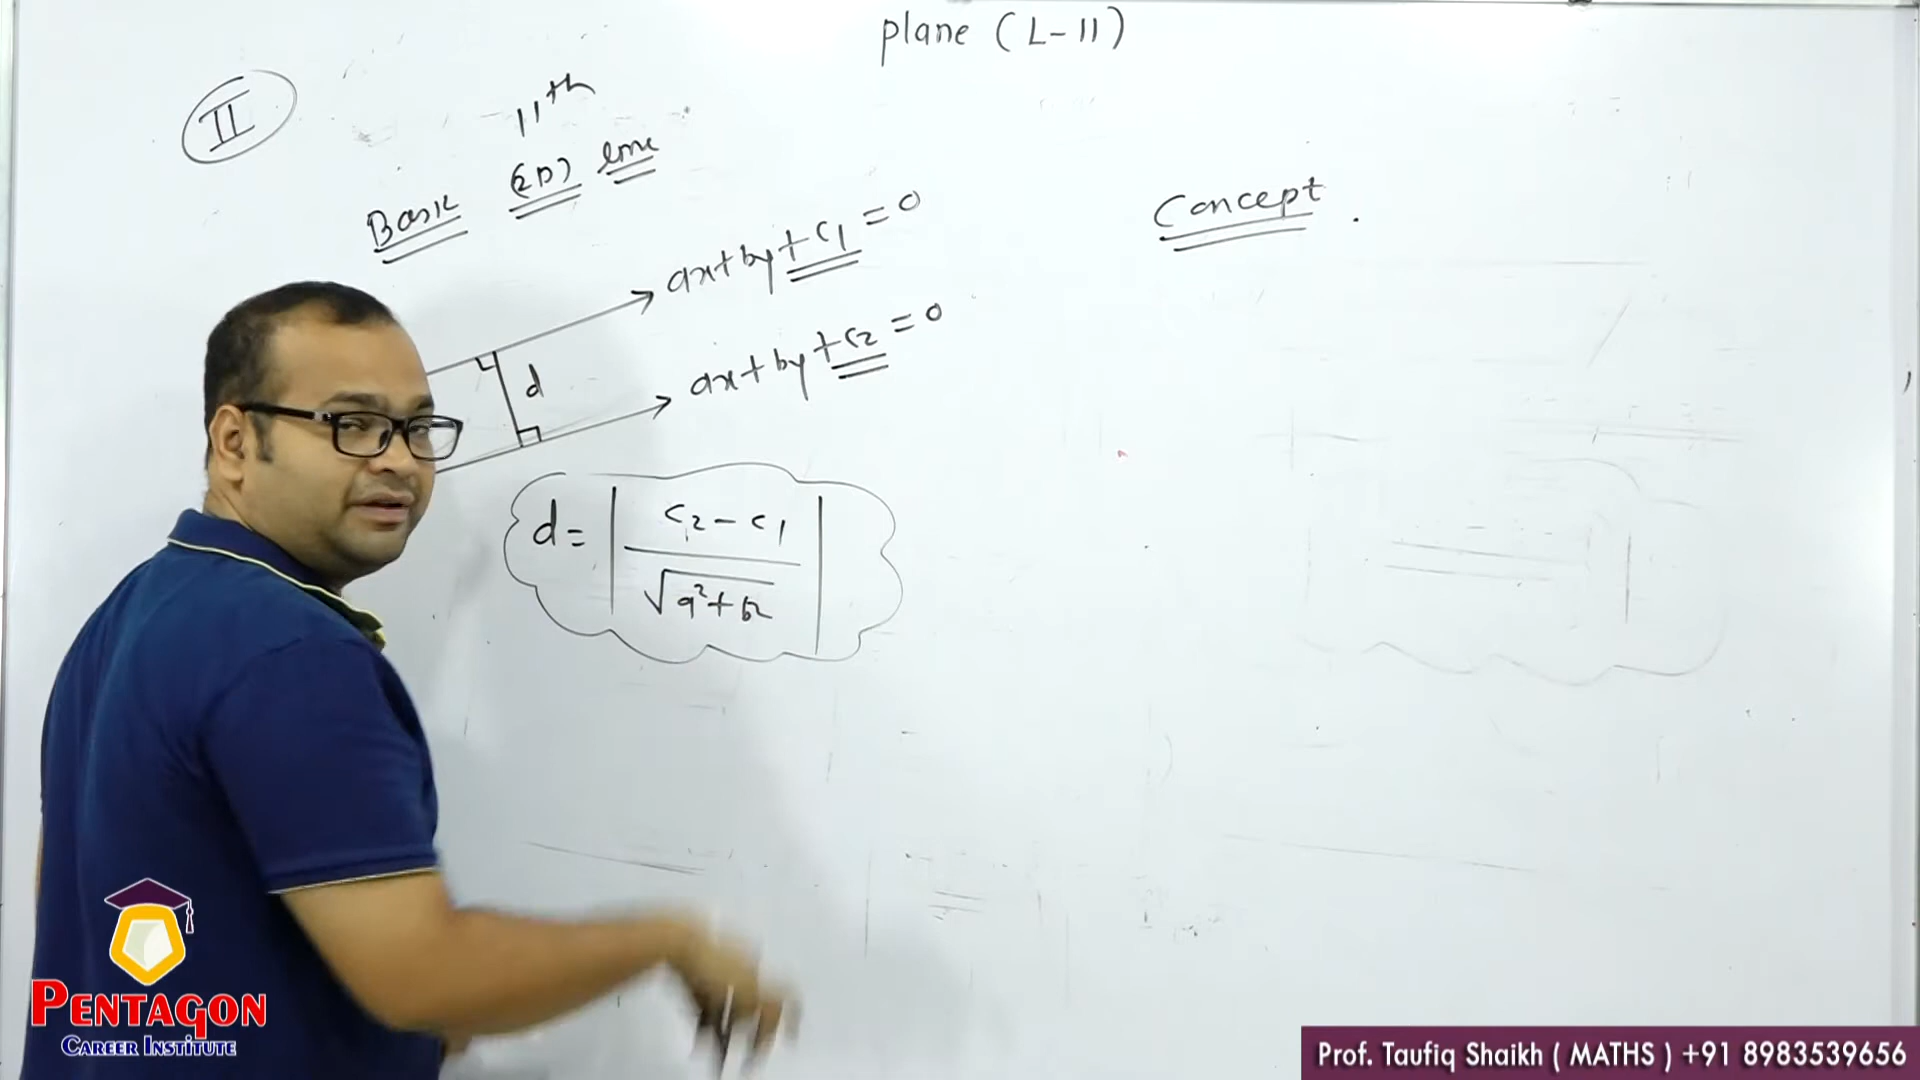 plane (L-11)
II
11th
Basic (2D) line
ax+by+c₁=0
ax+by+c₂=0
d
d = | c₂-c₁ / √a²+b² |
Concept.
PENTAGON
CAREER INSTITUTE
Prof. Taufiq Shaikh ( MATHS ) +91 8983539656